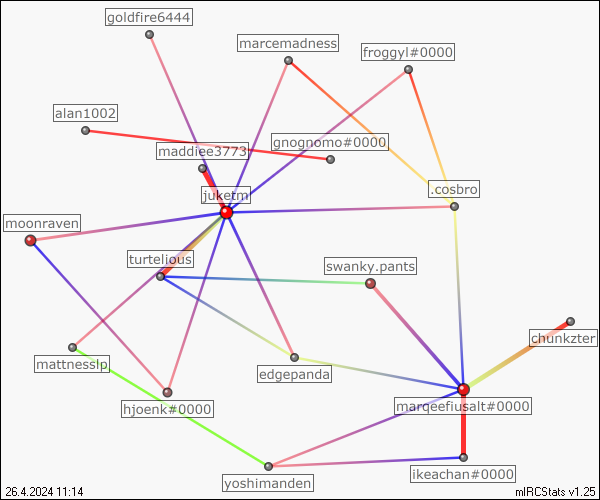 goldfire6444
marcemadness
froggyl#0000
alan1002
gnognomo#0000
maddiee3773
juketm
.cosbro
moonraven
turtelious
swanky.pants
chunkzter
mattnesslp
edgepanda
hjoenk#0000
marqeefiusalt#0000
yoshimanden
ikeachan#0000
26.4.2024 11:14
mIRCStats v1.25